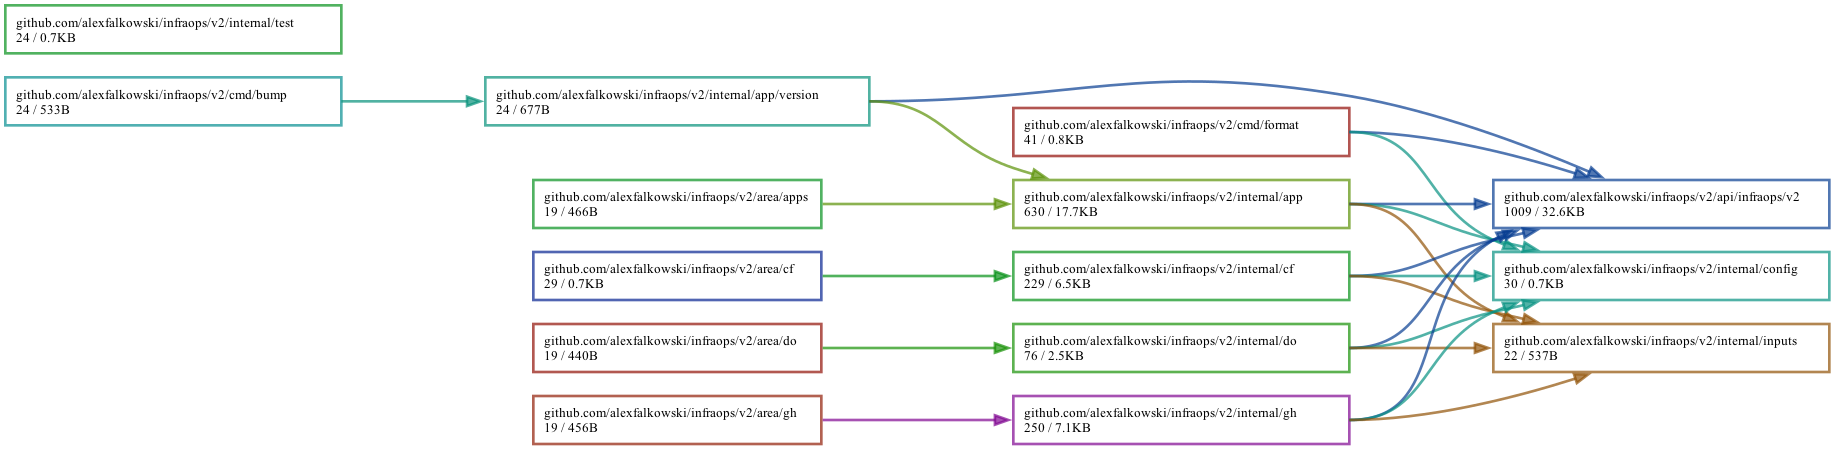 github.com/alexfalkowski/infraops/v2/internal/test
24 / 0.7KB
github.com/alexfalkowski/infraops/v2/cmd/bump
24 / 533B
github.com/alexfalkowski/infraops/v2/internal/app/version
24 / 677B
github.com/alexfalkowski/infraops/v2/cmd/format
41 / 0.8KB
github.com/alexfalkowski/infraops/v2/area/apps
19 / 466B
github.com/alexfalkowski/infraops/v2/internal/app
630 / 17.7KB
github.com/alexfalkowski/infraops/v2/api/infraops/v2
1009 / 32.6KB
github.com/alexfalkowski/infraops/v2/area/cf
29 / 0.7KB
github.com/alexfalkowski/infraops/v2/internal/cf
229 / 6.5KB
github.com/alexfalkowski/infraops/v2/internal/config
30 / 0.7KB
github.com/alexfalkowski/infraops/v2/area/do
19 / 440B
github.com/alexfalkowski/infraops/v2/internal/do
76 / 2.5KB
github.com/alexfalkowski/infraops/v2/internal/inputs
22 / 537B
github.com/alexfalkowski/infraops/v2/area/gh
19 / 456B
github.com/alexfalkowski/infraops/v2/internal/gh
250 / 7.1KB